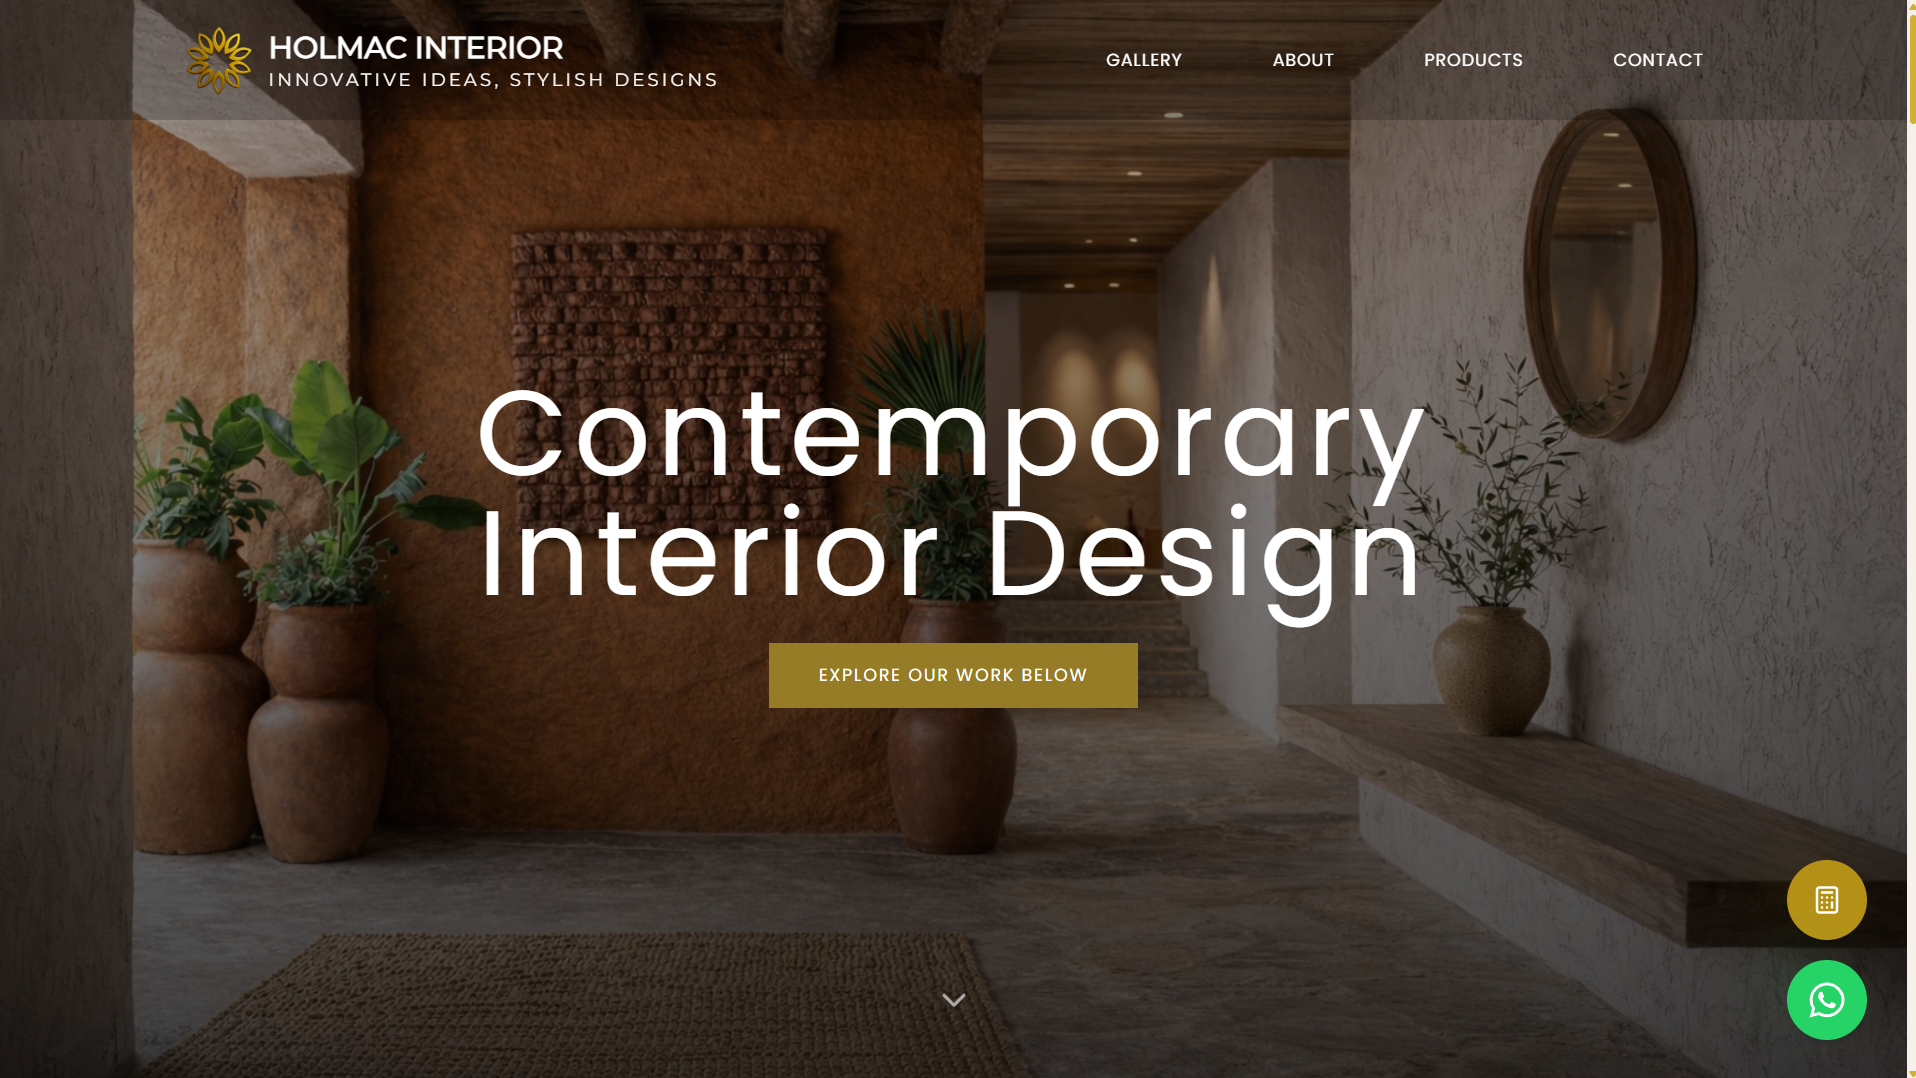 HOLMAC INTERIOR
INNOVATIVE IDEAS, STYLISH DESIGNS
GALLERY
ABOUT
PRODUCTS
CONTACT
Contemporary
Interior Design
EXPLORE OUR WORK BELOW